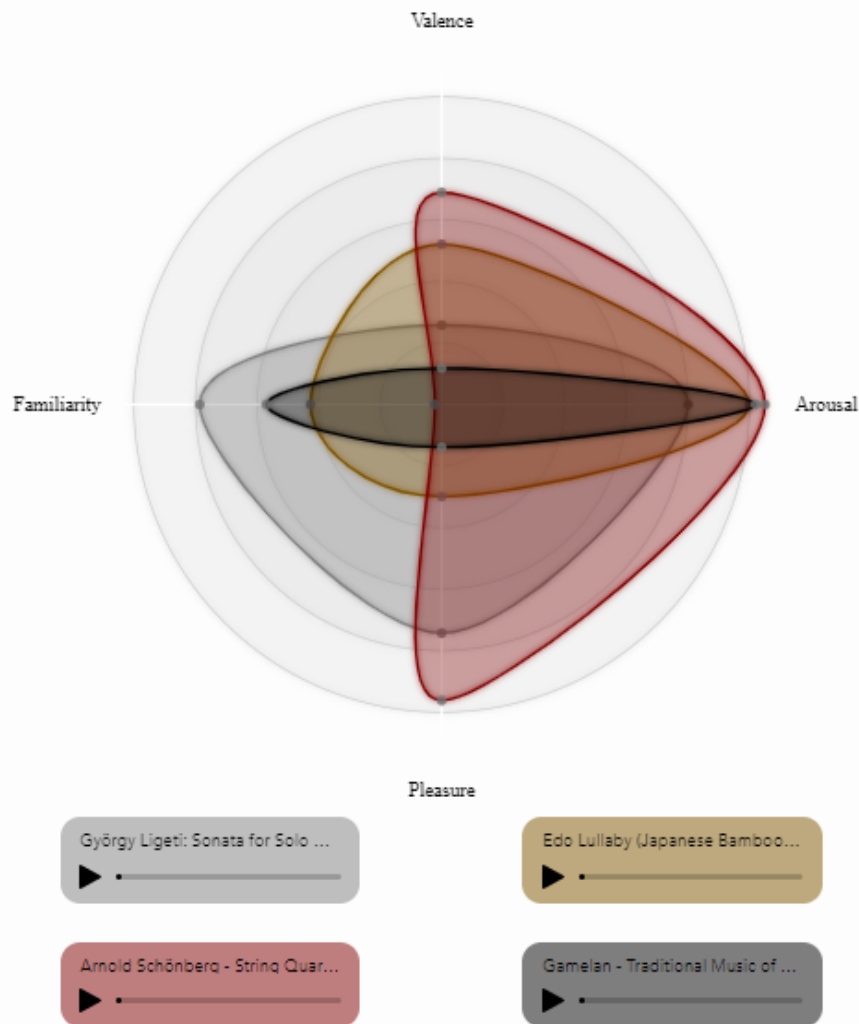 Valence
Familiarity
Arousal
Pleasure
György Ligeti: Sonata for Solo ...
Edo Lullaby (Japanese Bamboo...
Arnold Schönberg - String Quar...
Gamelan - Traditional Music of ...